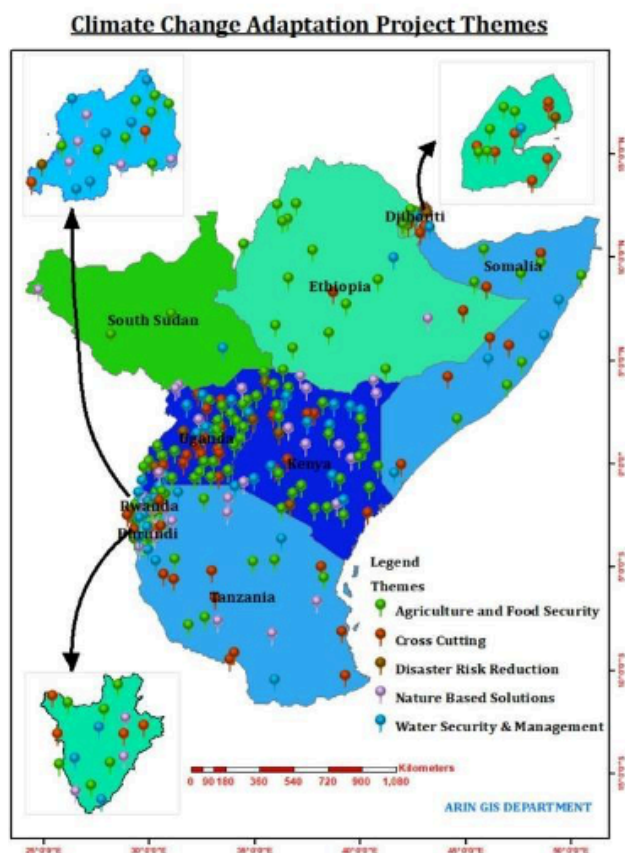 Climate Change Adaptation Project Themes
Djibouti
Somalia
Ethiopia
South Sudan
Uganda
Kenya
Rwanda
Burundi
Tanzania
Legend
Themes
Agriculture and Food Security
Cross Cutting
Disaster Risk Reduction
Nature Based Solutions
Water Security & Management
Kilometers
0 90 180 360 540 720 900 1,080
ARIN GIS DEPARTMENT